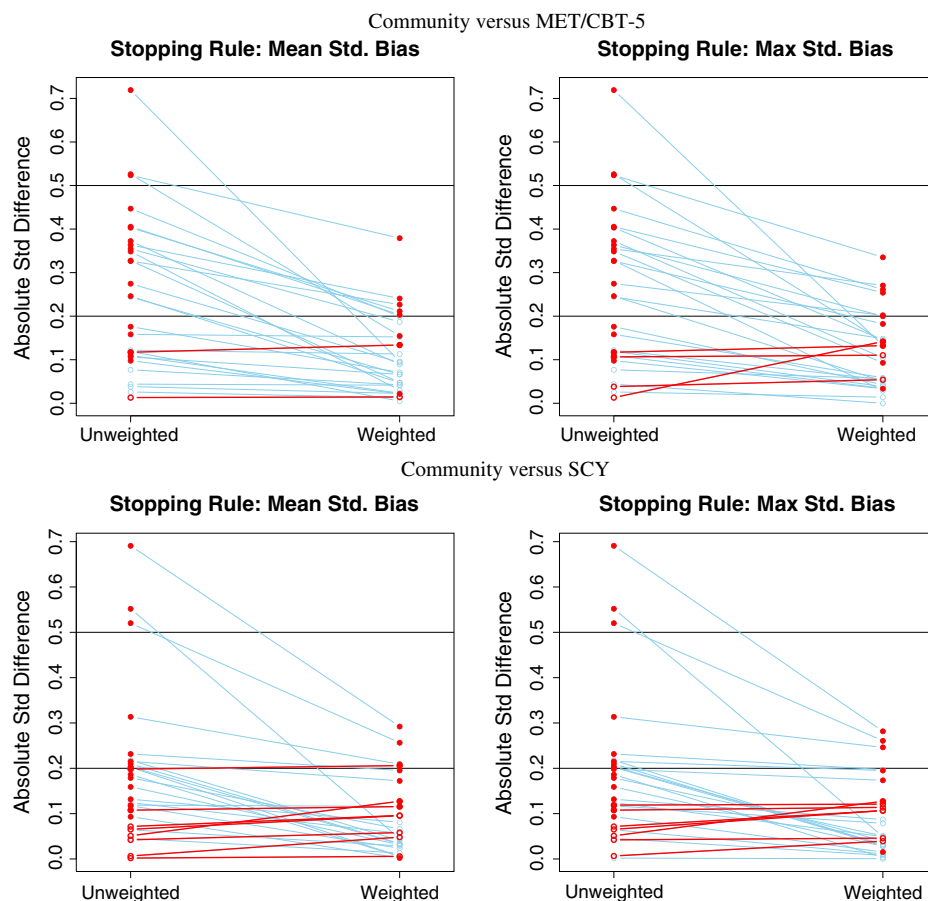 Community versus MET/CBT-5
Stopping Rule: Mean Std. Bias
Stopping Rule: Max Std. Bias
Absolute Std Difference
0.7
0.6
0.5
0.4
0.3
0.2
0.1
0.0
Unweighted
Weighted
Absolute Std Difference
0.7
0.6
0.5
0.4
0.3
0.2
0.1
0.0
Unweighted
Weighted
Community versus SCY
Stopping Rule: Mean Std. Bias
Stopping Rule: Max Std. Bias
Absolute Std Difference
0.7
0.6
0.5
0.4
0.3
0.2
0.1
0.0
Unweighted
Weighted
Absolute Std Difference
0.7
0.6
0.5
0.4
0.3
0.2
0.1
0.0
Unweighted
Weighted